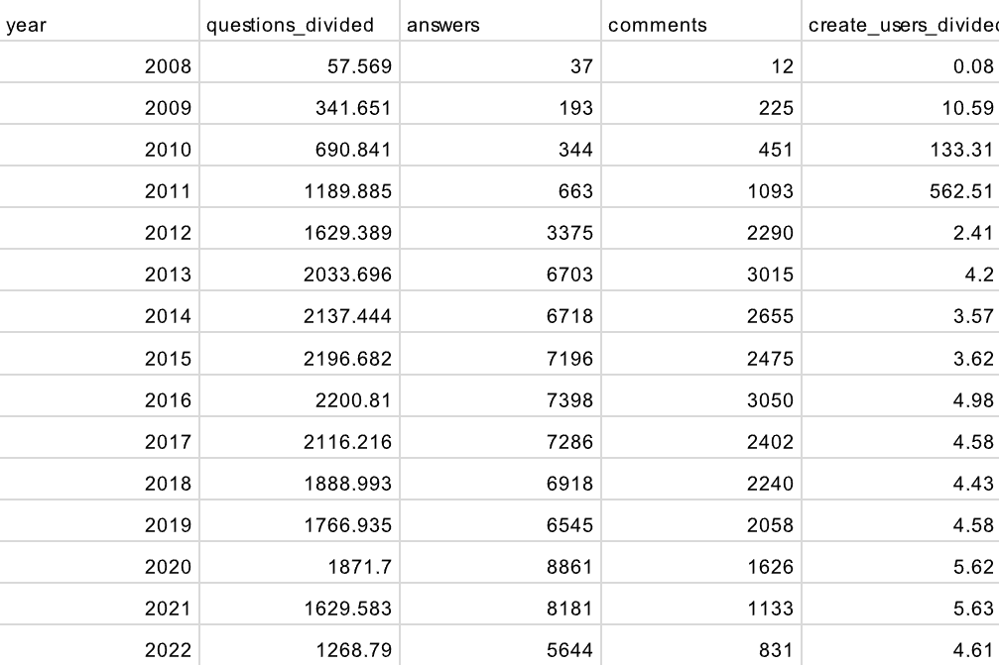 year questions_divided answers comments create_users_divided
2008 57.569 37 12 0.08
2009 341.651 193 225 10.59
2010 690.841 344 451 133.31
2011 1189.885 663 1093 562.51
2012 1629.389 3375 2290 2.41
2013 2033.696 6703 3015 4.2
2014 2137.444 6718 2655 3.57
2015 2196.682 7196 2475 3.62
2016 2200.81 7398 3050 4.98
2017 2116.216 7286 2402 4.58
2018 1888.993 6918 2240 4.43
2019 1766.935 6545 2058 4.58
2020 1871.7 8861 1626 5.62
2021 1629.583 8181 1133 5.63
2022 1268.79 5644 831 4.61